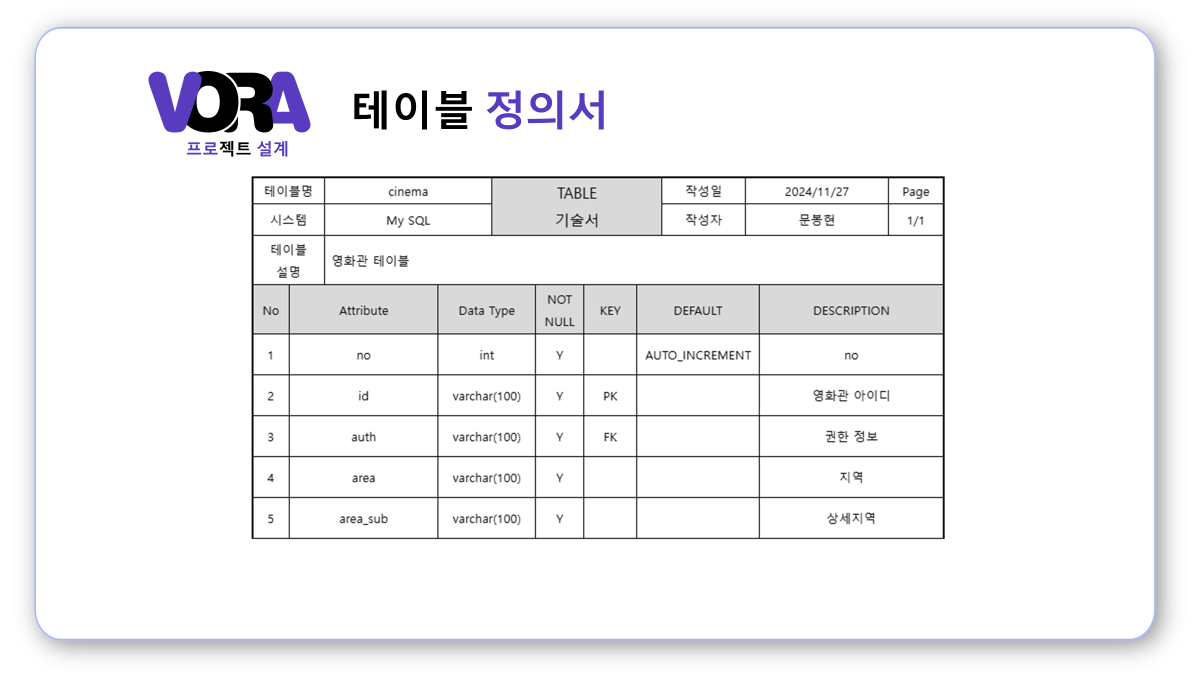 VORA
프로젝트 설계
테이블 정의서
테이블명 cinema TABLE 기술서 작성일 2024/11/27 Page
시스템 My SQL 작성자 문봉현 1/1
테이블 설명 영화관 테이블
No Attribute Data Type NOT NULL KEY DEFAULT DESCRIPTION
1 no int Y AUTO_INCREMENT no
2 id varchar(100) Y PK 영화관 아이디
3 auth varchar(100) Y FK 권한 정보
4 area varchar(100) Y 지역
5 area_sub varchar(100) Y 상세지역